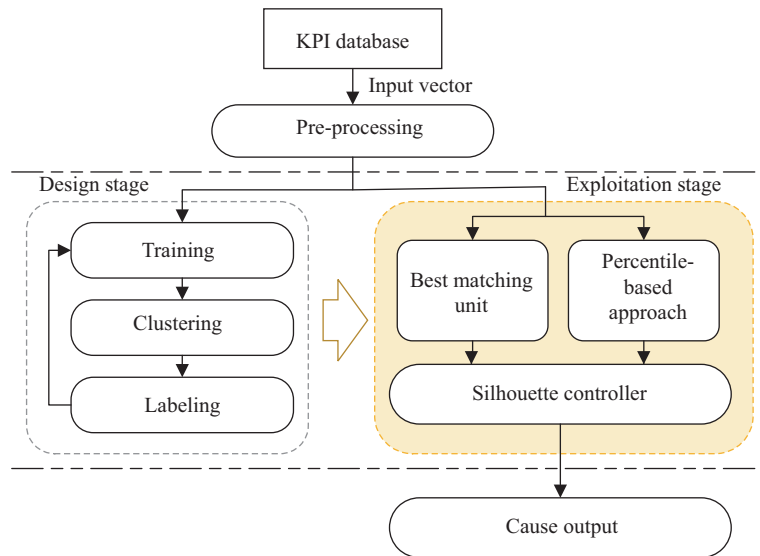 KPI database
Input vector
Pre-processing
Design stage
Exploitation stage
Training
Clustering
Labeling
Best matching
unit
Percentile-
based
approach
Silhouette controller
Cause output